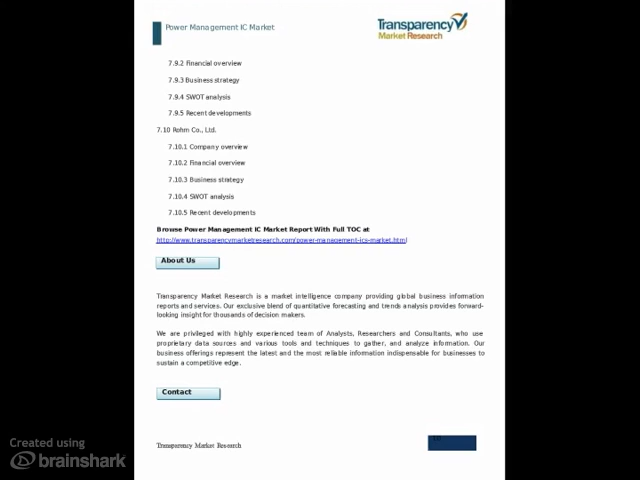 Power Management IC Market
Transparency
Market Research
7.9.2 Financial overview
7.9.3 Business strategy
7.9.4 SWOT analysis
7.9.5 Recent developments
7.10 Rohm Co., Ltd.
7.10.1 Company overview
7.10.2 Financial overview
7.10.3 Business strategy
7.10.4 SWOT analysis
7.10.5 Recent developments
Browse Power Management IC Market Report With Full TOC at
http://www.transparencymarketresearch.com/power-management-ics-market.html
About Us
Transparency Market Research is a market intelligence company providing global business information
reports and services. Our exclusive blend of quantitative forecasting and trends analysis provides forward-
looking insight for thousands of decision makers.
We are privileged with highly experienced team of Analysts, Researchers and Consultants, who use
proprietary data sources and various tools and techniques to gather, and analyze information. Our
business offerings represent the latest and the most reliable information indispensable for businesses to
sustain a competitive edge.
Contact
Transparency Market Research
Created using
brainshark